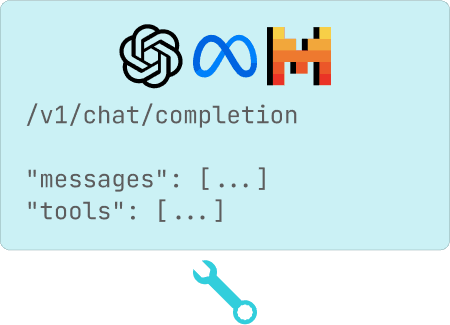 /v1/chat/completion
"messages": [...]
"tools": [...]